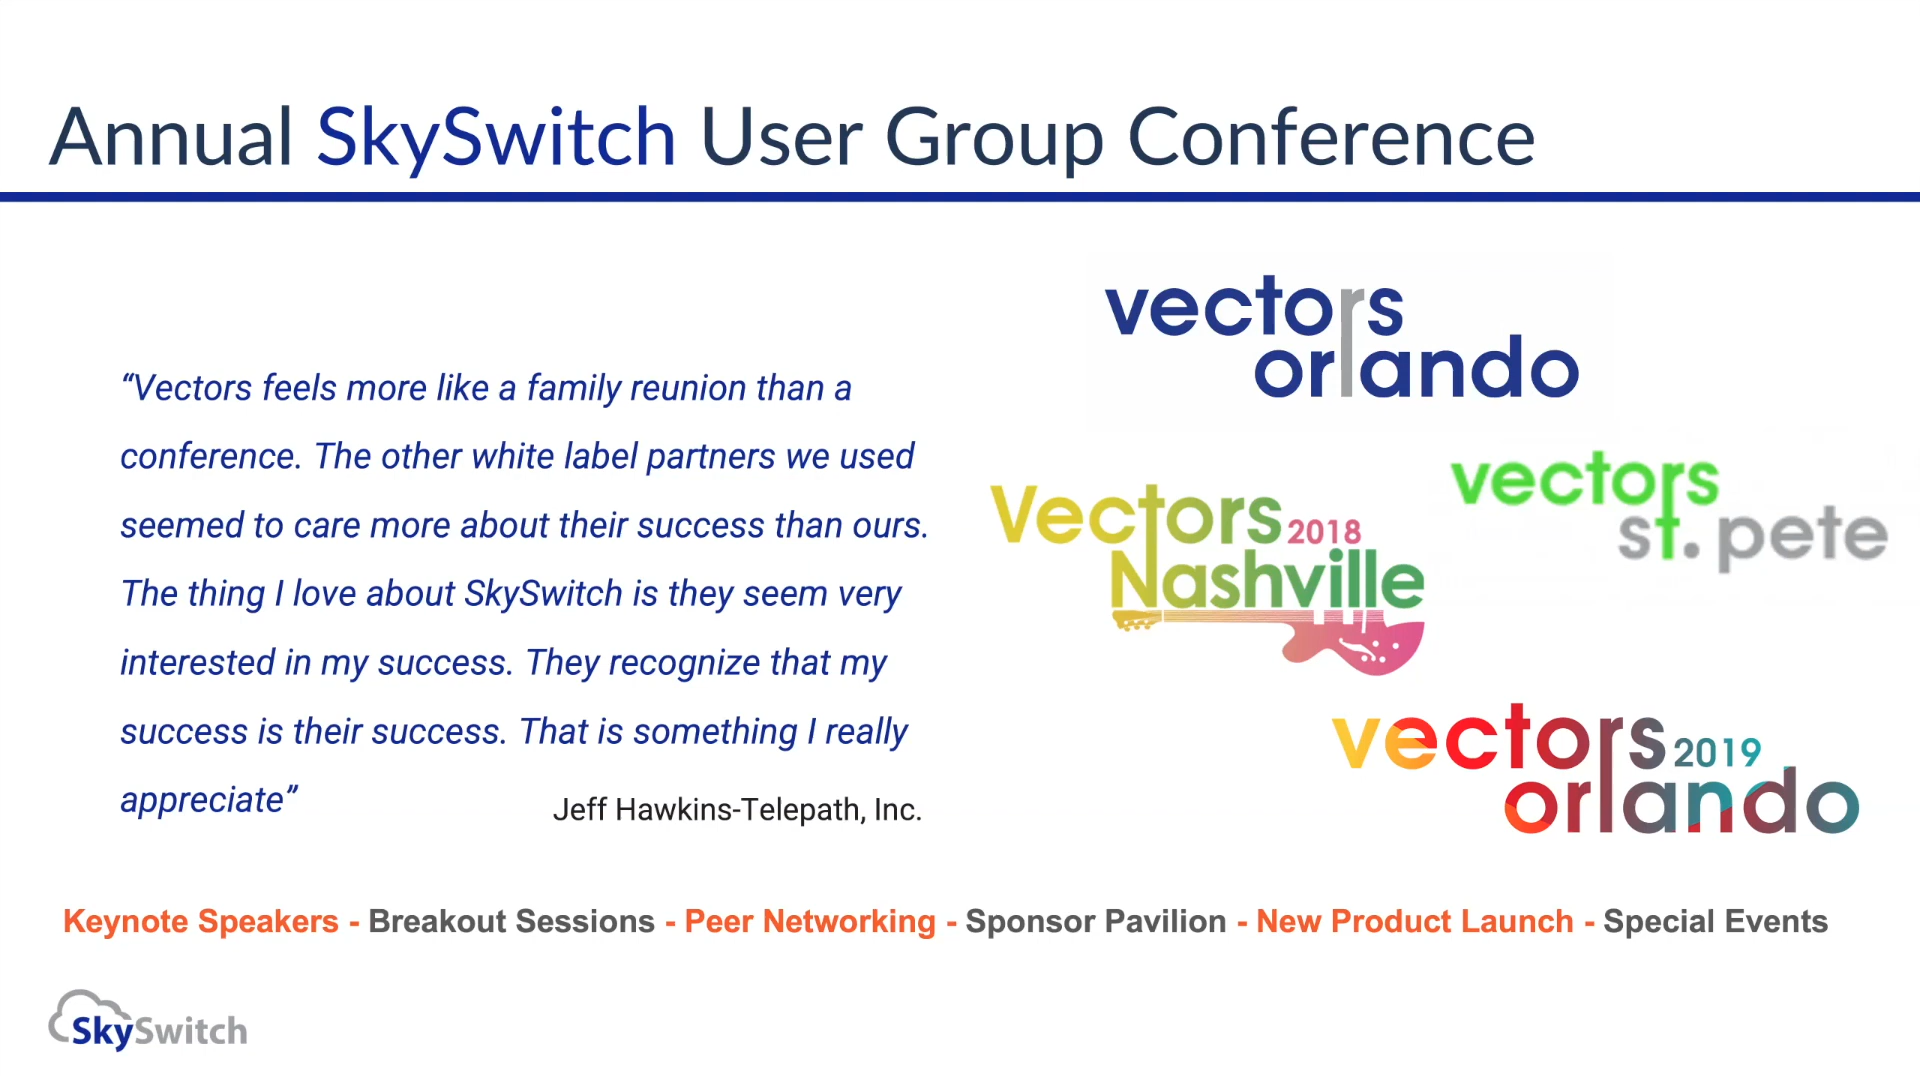 Annual SkySwitch User Group Conference
“Vectors feels more like a family reunion than a
conference. The other white label partners we used
seemed to care more about their success than ours.
The thing I love about SkySwitch is they seem very
interested in my success. They recognize that my
success is their success. That is something I really
appreciate”
Jeff Hawkins-Telepath, Inc.
vectors
orlando
vectors
st. pete
Vectors 2018
Nashville
vectors 2019
orlando
Keynote Speakers - Breakout Sessions - Peer Networking - Sponsor Pavilion - New Product Launch - Special Events
SkySwitch